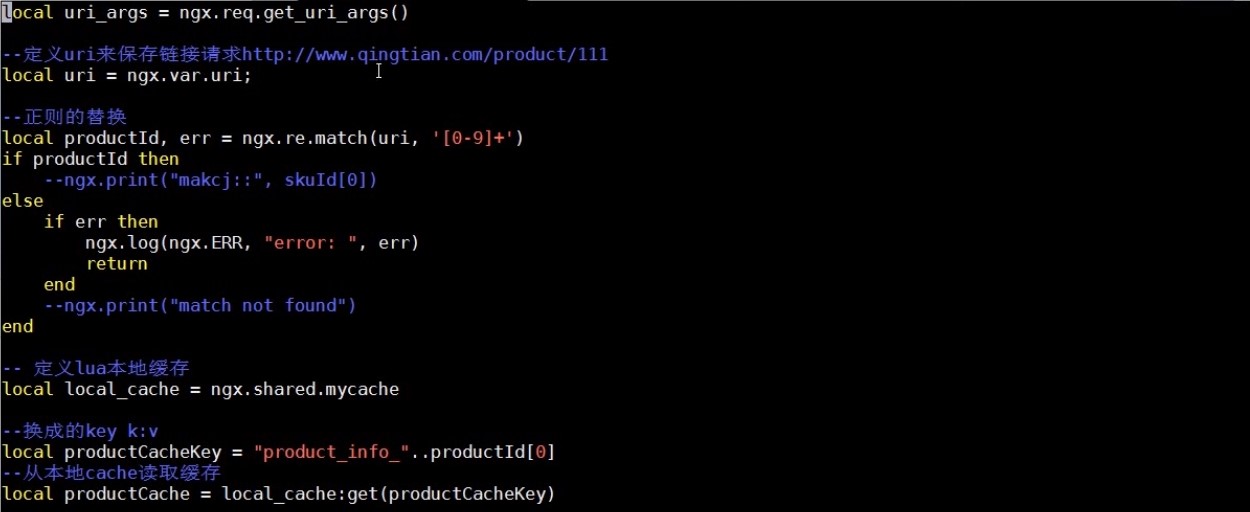 local uri_args = ngx.req.get_uri_args()
--定义uri来保存链接请求http://www.qingtian.com/product/111
local uri = ngx.var.uri;
--正则的替换
local productId, err = ngx.re.match(uri, '[0-9]+')
if productId then
    --ngx.print("makcj::", skuId[0])
else
    if err then
        ngx.log(ngx.ERR, "error: ", err)
        return
    end
    --ngx.print("match not found")
end
-- 定义lua本地缓存
local local_cache = ngx.shared.mycache
--换成的key k:v
local productCacheKey = "product_info_"..productId[0]
--从本地cache读取缓存
local productCache = local_cache:get(productCacheKey)